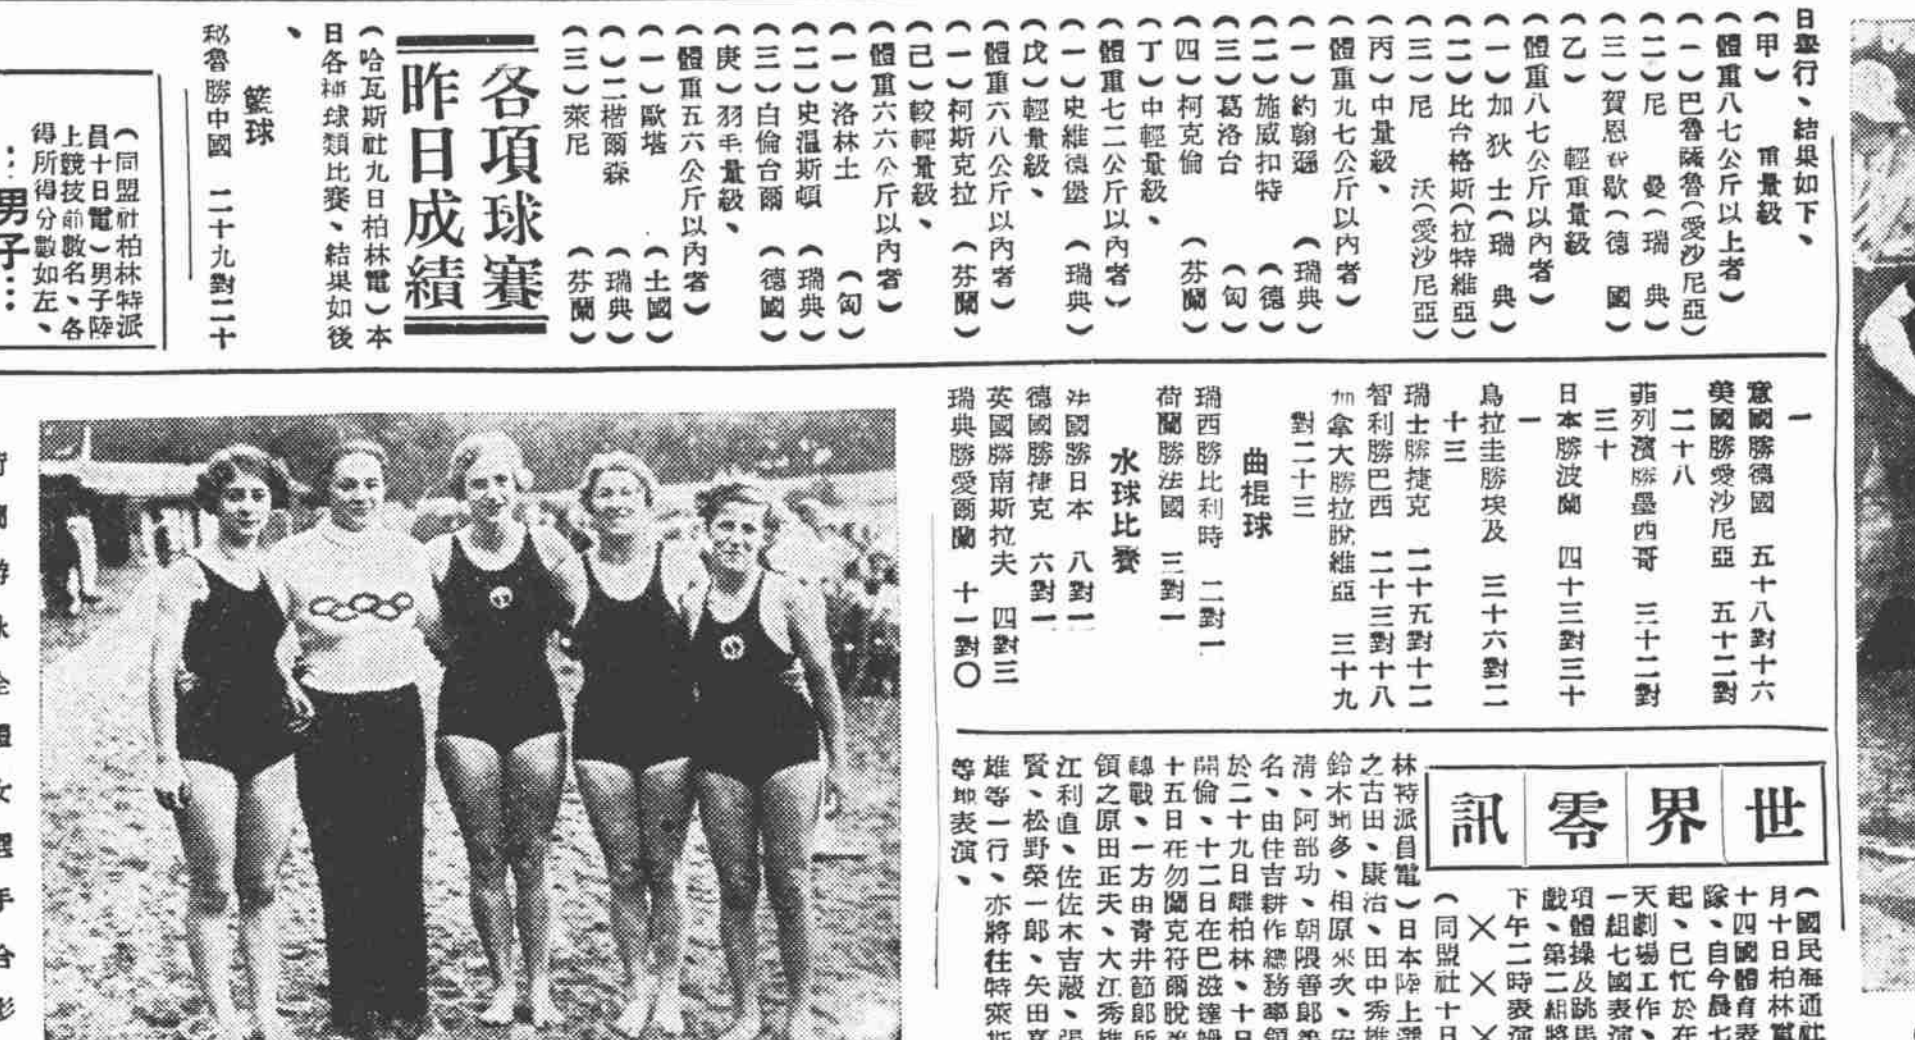 日舉行、結果如下、
（甲）　重量級
（體重八七公斤以上者）
（一）巴魯薩魯（愛沙尼亞）
（二）尼　曼（瑞　典）
（三）賀恩　歇（德　國）
（乙）　輕重量級
（體重八七公斤以內者）
（一）加　狄　士（瑞　典）
（二）比台格斯（拉特維亞）
（三）尼　　沃（愛沙尼亞）
（丙）中量級、
（體重九七公斤以內者）
（一）約翰遜　（瑞典）
（二）施威扣特　（德）
（三）葛洛台　（匈）
（四）柯克倫　（芬蘭）
（丁）中輕量級、
（體重七二公斤以內者）
（一）史維德堡　（瑞典）
（戊）輕量級、
（體重六八公斤以內者）
（一）柯斯克拉　（芬蘭）
（己）較輕量級、
（體重六六公斤以內者）
（一）洛林士　（匈）
（二）史溫斯頓　（瑞典）
（三）白倫台爾　（德國）
（庚）羽毛量級、
（體重五六公斤以內者）
（一）歐塔　（土國）
（）二楷爾森　（瑞典）
（三）萊尼　（芬蘭）
各項球賽
昨日成績
（哈瓦斯社九日柏林電）本
日各種球類比賽、結果如後
、
籃球
秘魯勝中國　二十九對二十
（同盟社柏林特派
員十日電）男子陸
上競技前數名、各
得所得分數如左、
：男子：
一
意國勝德國　五十八對十六
美國勝愛沙尼亞　五十二對
二十八
菲列濱勝墨西哥　三十二對
三十
日本勝波蘭　四十三對三十
一
烏拉圭勝埃及　三十六對二
十三
瑞士勝捷克　二十五對十二
智利勝巴西　二十三對十八
加拿大勝拉脫維亞　三十九
對二十三
曲棍球
瑞西勝比利時　二對一
荷蘭勝法國　三對一
水球比賽
法國勝日本　八對一
德國勝捷克　六對一
英國勝南斯拉夫　四對三
瑞典勝愛爾蘭　十一對〇
世界零訊
（國民海通社
月十日柏林電
十四國體育表
隊、自今晨七
起、已忙於在
天劇場工作、
一組七國表演
項體操及跳馬
戲、第二組將
下午二時表演
×××
（同盟社十日
林特派員電）日本陸上選
之古田、康治、田中秀雄
鈴木聞多、相原來次、安
清、阿部功、朝隈善郎等
名、由住吉耕作總務率領
於二十九日離柏林、十日
開倫、十二日在巴滋達姆
十五日在勿蘭克符爾脫弟
轉戰、一方由青井節郎所
領之原田正夫、大江秀雄
江利直、佐佐木吉藏、張
賢、松野榮一郎、矢田喜
雄等一行、亦將往特萊斯
等地表演、
荷蘭游泳全體女選手合影